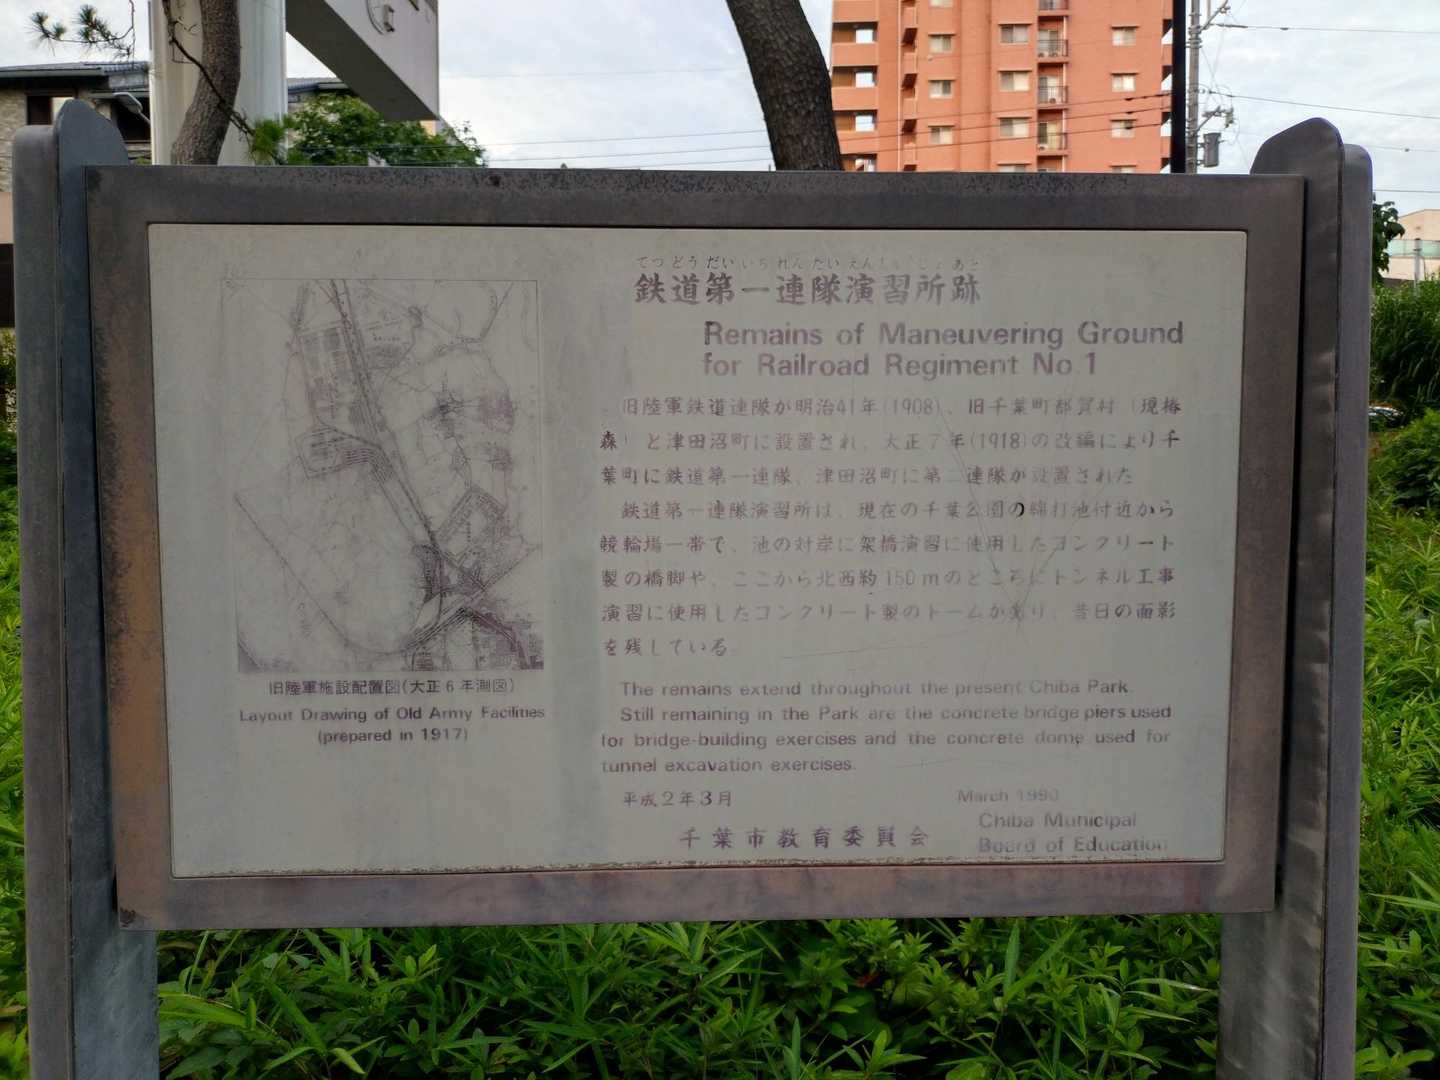 旧陸軍施設配置図(大正6年測図)
Layout Drawing of Old Army Facilities
(prepared in 1917)
てつどうだいいちれんたいえんしゅうじょあと
鉄道第一連隊演習所跡
Remains of Maneuvering Ground
for Railroad Regiment No.1
旧陸軍鉄道連隊が明治41年(1908)、旧千葉町都賀村(現椿
森)と津田沼町に設置され、大正7年(1918)の改編により千
葉町に鉄道第一連隊、津田沼町に第二連隊が設置された
鉄道第一連隊演習所は、現在の千葉公園の綿打池付近から
競輪場一帯で、池の対岸に架橋演習に使用したコンクリート
製の橋脚や、ここから北西約150mのところにトンネル工事
演習に使用したコンクリート製のドームがあり、昔日の面影
を残している
The remains extend throughout the present Chiba Park.
Still remaining in the Park are the concrete bridge piers used
for bridge-building exercises and the concrete dome used for
tunnel excavation exercises.
平成2年3月
千葉市教育委員会
March 1990
Chiba Municipal
Board of Education